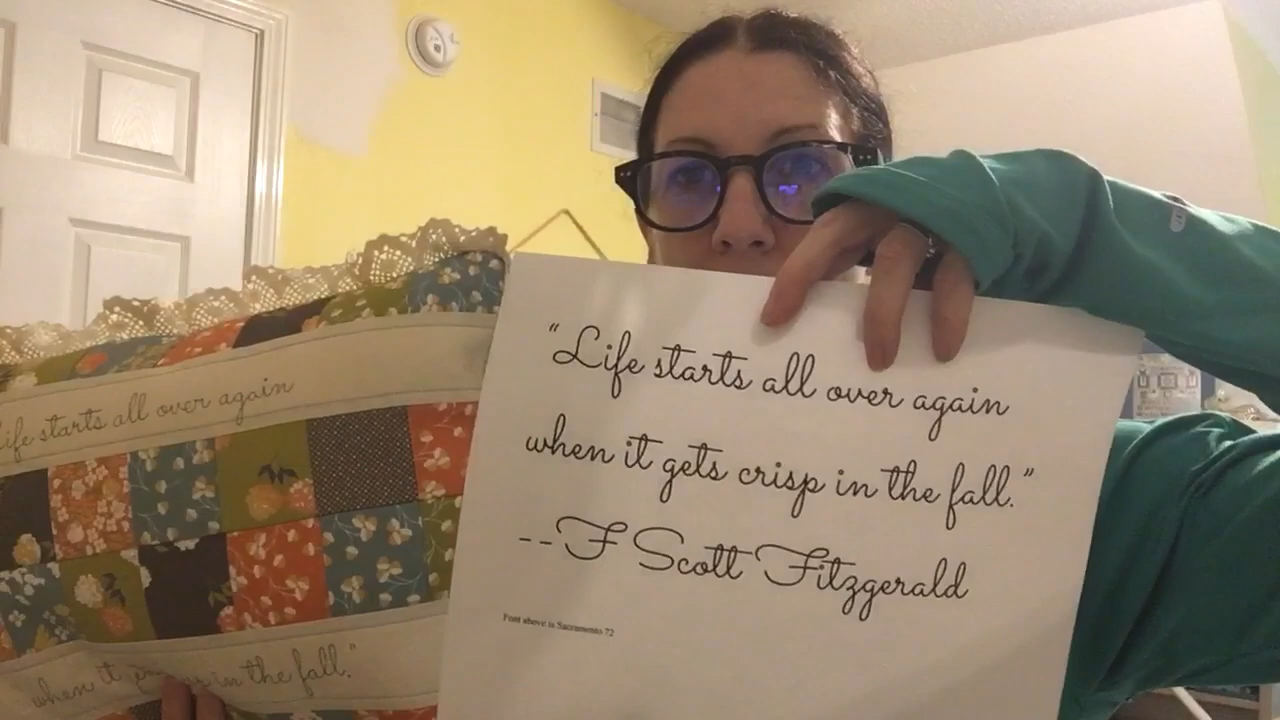 Life starts all over again
when it in the fall."
"Life starts all over again
when it gets crisp in the fall."
--F Scott Fitzgerald
Font above is Sacramento 72